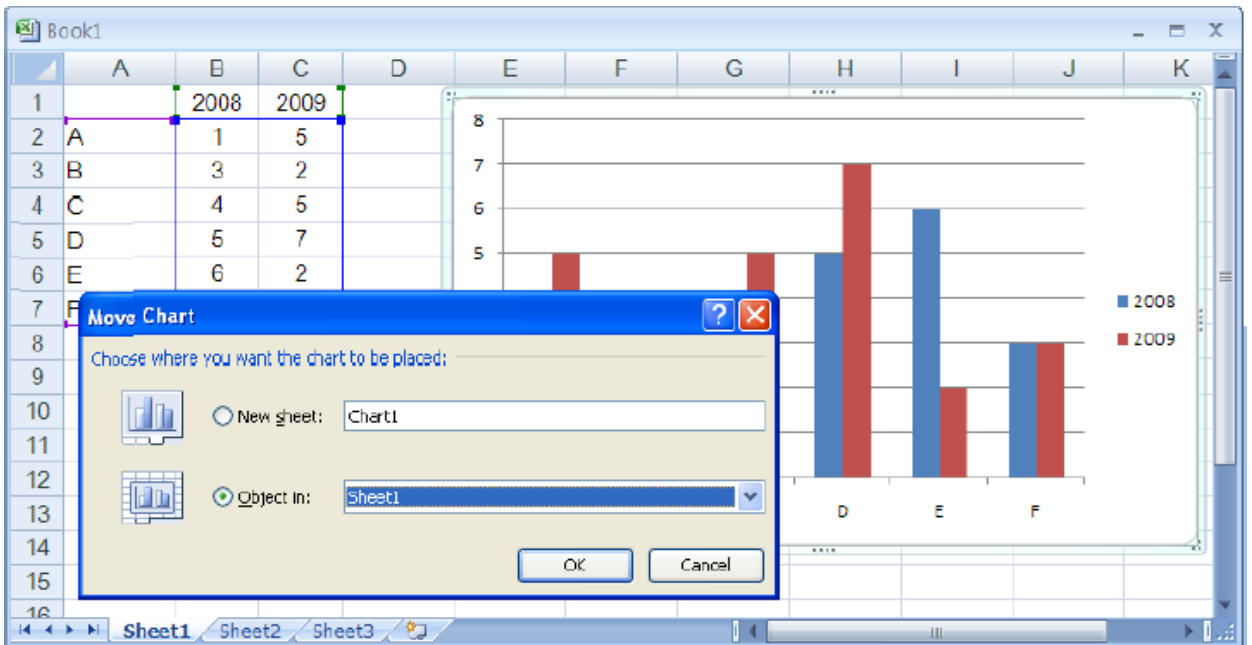 Book1
A B C D E F G H I J K
1 2008 2009
2 A 1 5
3 B 3 2
4 C 4 5
5 D 5 7
6 E 6 2
7 F
8
9
10
11
12
13
14
15
16
8
7
6
5
D E F
2008
2009
Move Chart
Choose where you want the chart to be placed:
New sheet: Chart1
Object in: Sheet1
OK Cancel
Sheet1 Sheet2 Sheet3